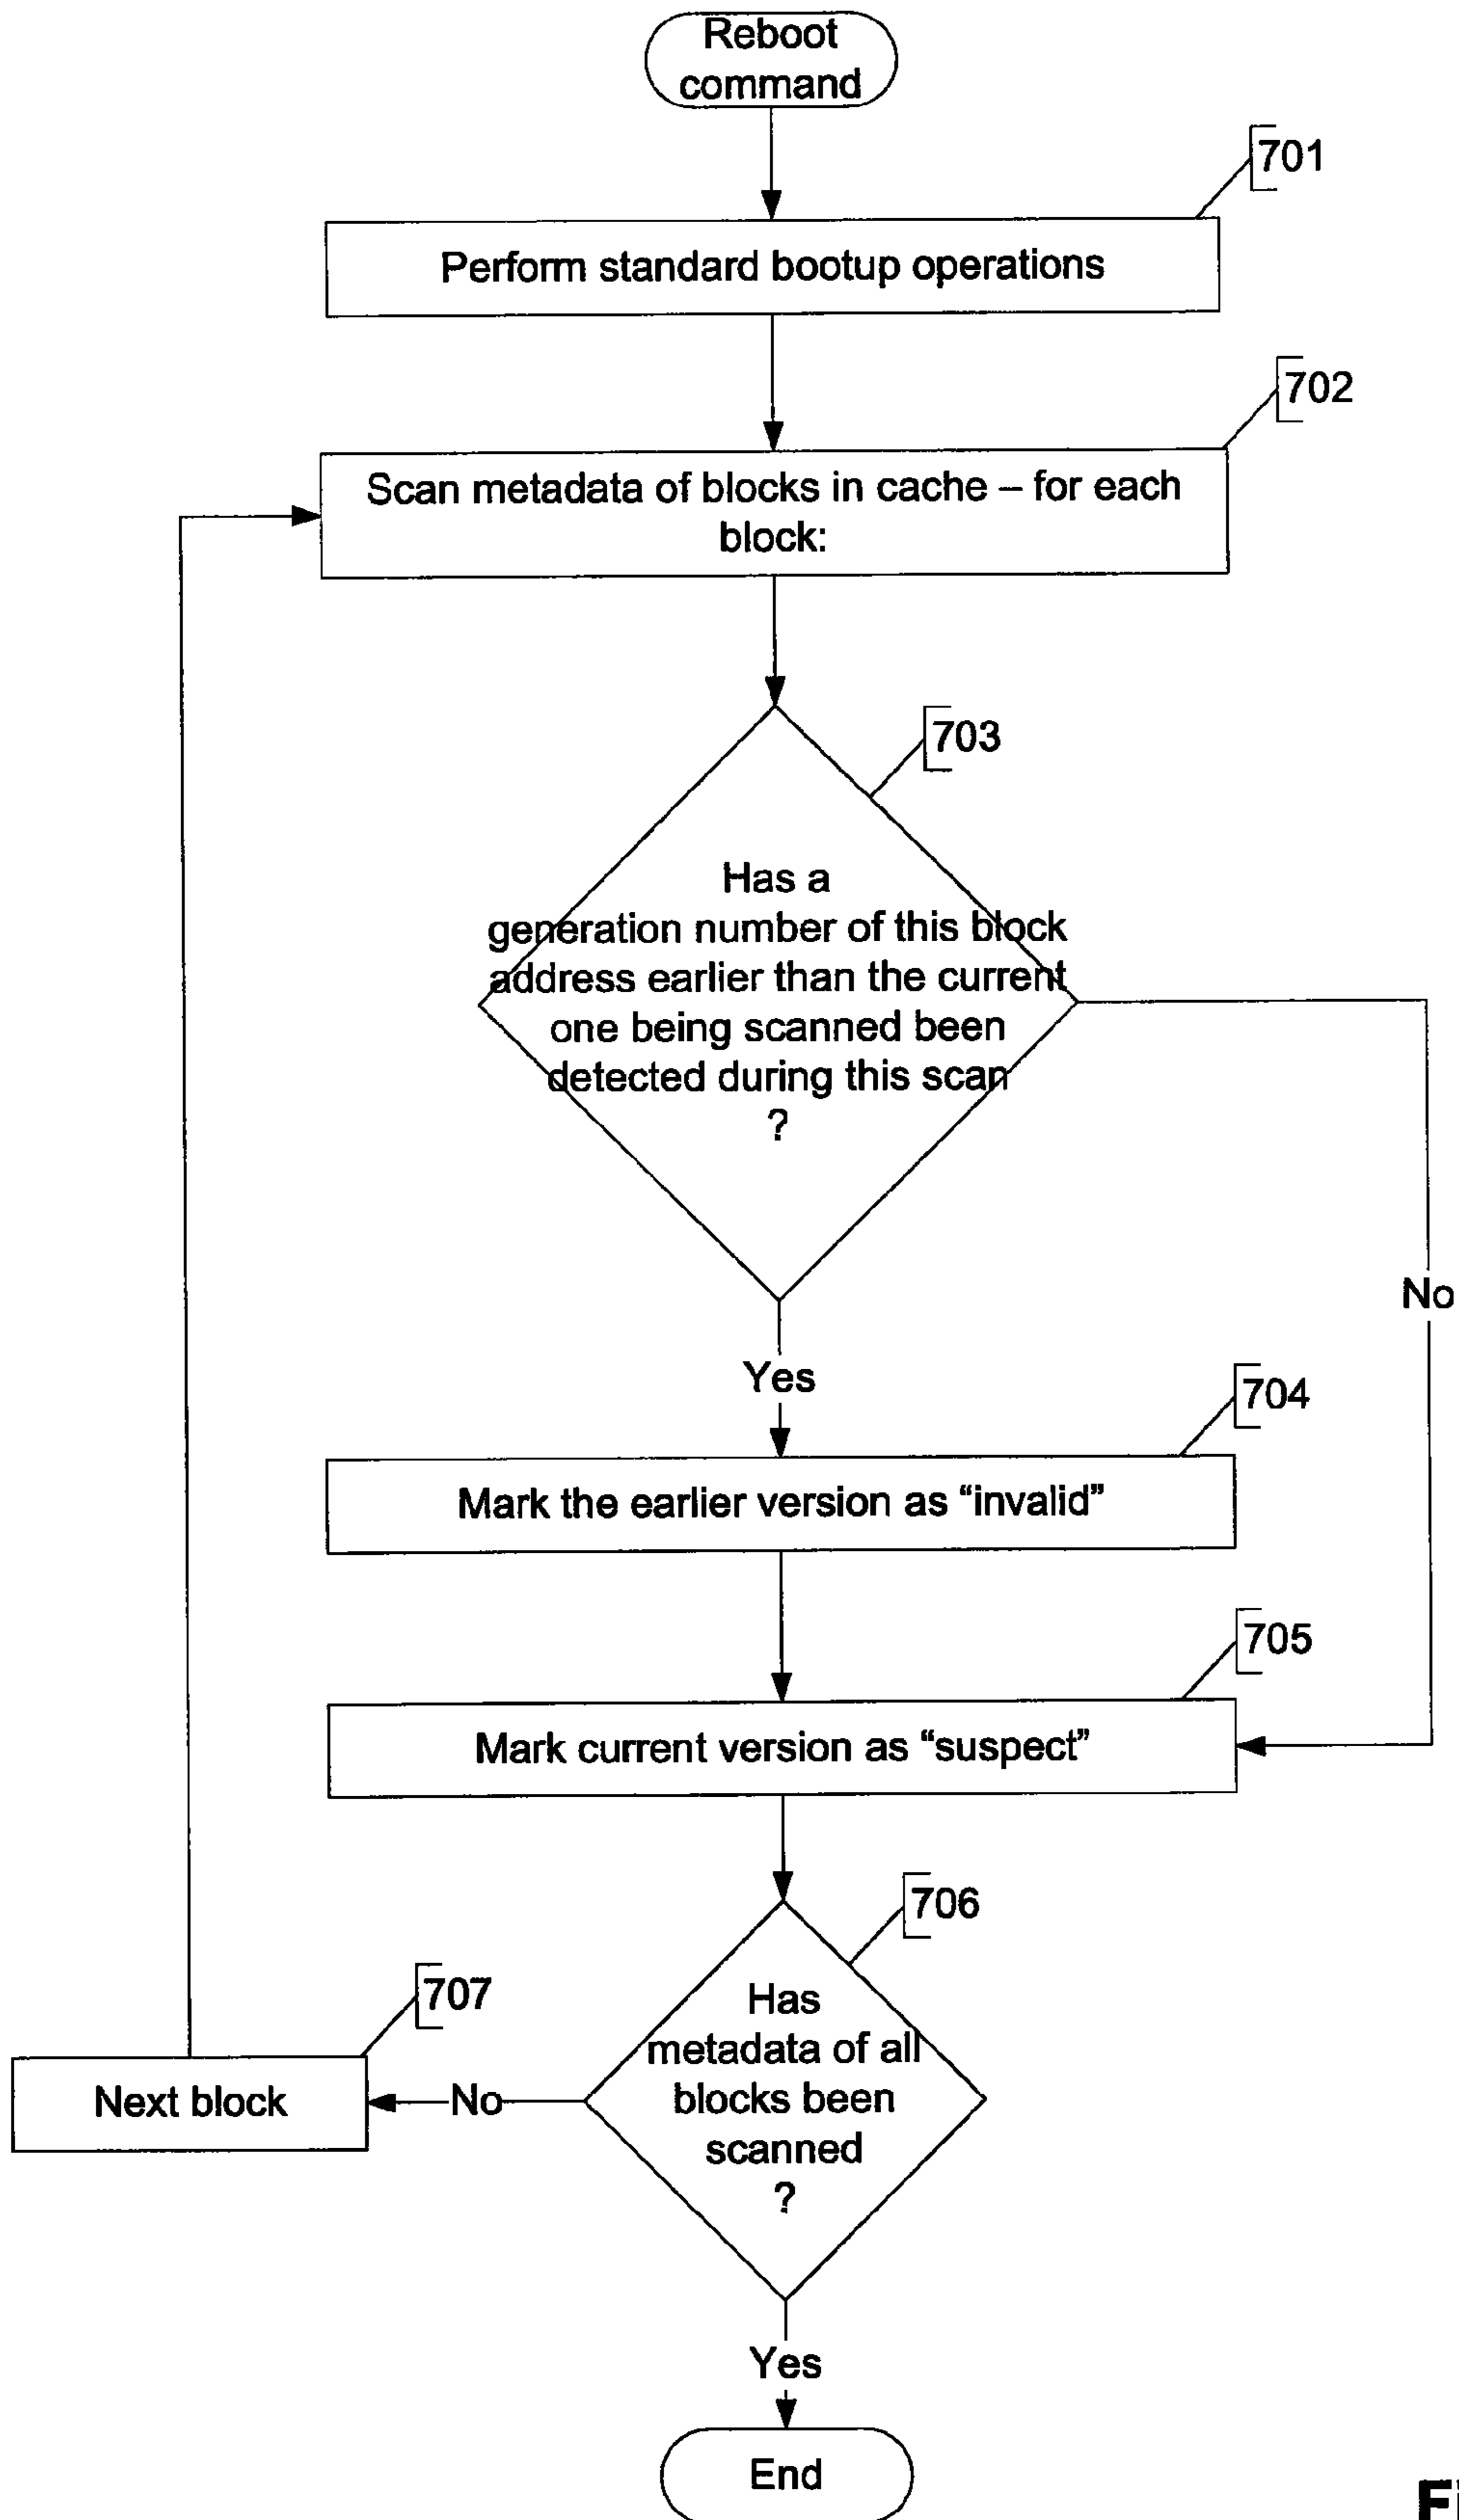 Reboot
command
701
Perform standard bootup operations
702
Scan metadata of blocks in cache – for each
block:
703
Has a
generation number of this block
address earlier than the current
one being scanned been
detected during this scan
?
No
Yes
704
Mark the earlier version as “invalid”
705
Mark current version as “suspect”
706
Has
metadata of all
blocks been
scanned
?
707
Next block
No
Yes
End